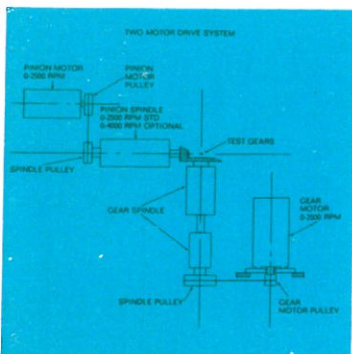 TWO MOTOR DRIVE SYSTEM
PINION MOTOR
0-2500 RPM
PINION
MOTOR
PULLEY
PINION SPINDLE
0-2500 RPM STD
0-4000 RPM OPTIONAL
TEST GEARS
SPINDLE PULLEY
GEAR SPINDLE
GEAR
MOTOR
0-2500 RPM
SPINDLE PULLEY
GEAR
MOTOR PULLEY